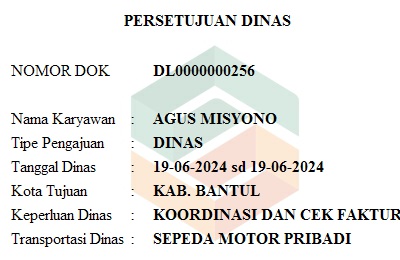 PERSETUJUAN DINAS
NOMOR DOK DL0000000256
Nama Karyawan : AGUS MISYONO
Tipe Pengajuan : DINAS
Tanggal Dinas : 19-06-2024 sd 19-06-2024
Kota Tujuan : KAB. BANTUL
Keperluan Dinas : KOORDINASI DAN CEK FAKTUR
Transportasi Dinas : SEPEDA MOTOR PRIBADI